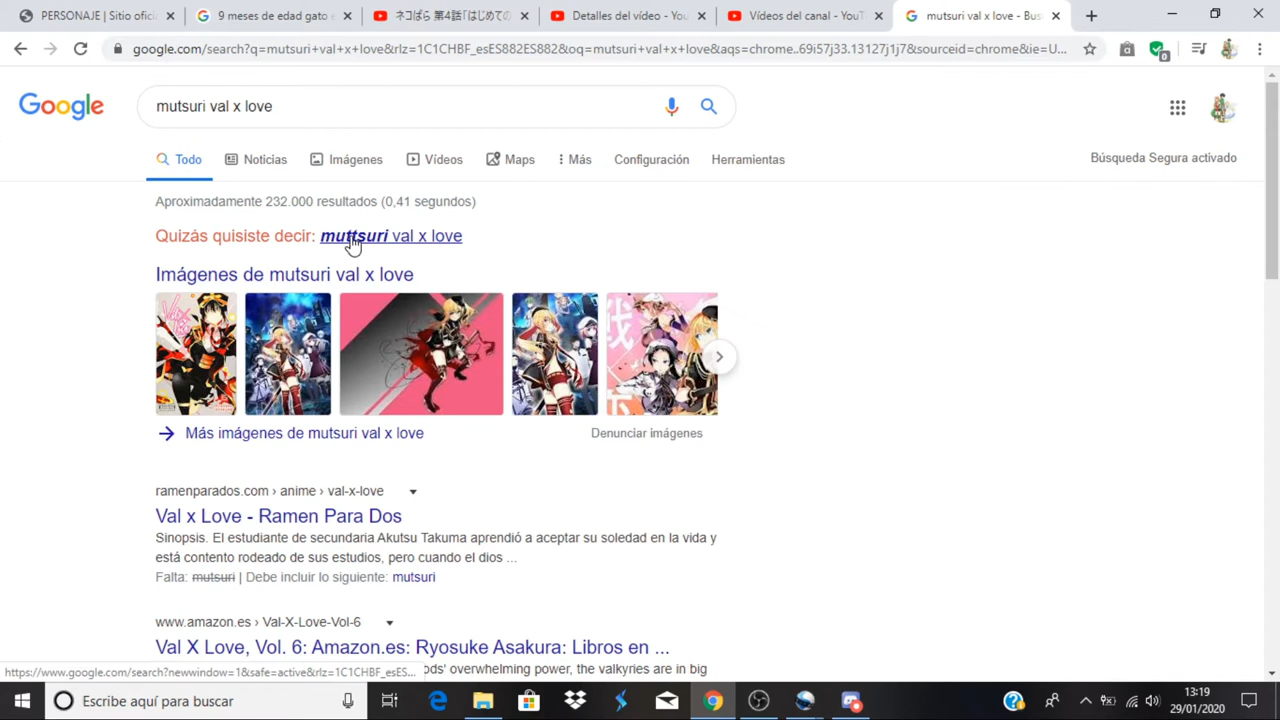 PERSONAJE | Sitio ofici
9 meses de edad gato e
ネコぱら 第4話「はじめての
Detalles del vídeo - You
Vídeos del canal - YouT
mutsuri val x love - Bus
google.com/search?q=mutsuri+val+x+love&rlz=1C1CHBF_esES882ES882&oq=mutsuri+val+x+love&aqs=chrome..69i57j33.13127j1j7&sourceid=chrome&ie=U...
0
Google
mutsuri val x love
Todo
Noticias
Imágenes
Vídeos
Maps
Más
Configuración
Herramientas
Búsqueda Segura activado
Aproximadamente 232.000 resultados (0,41 segundos)
Quizás quisiste decir: muttsuri val x love
Imágenes de mutsuri val x love
Más imágenes de mutsuri val x love
Denunciar imágenes
ramenparados.com › anime › val-x-love
Val x Love - Ramen Para Dos
Sinopsis. El estudiante de secundaria Akutsu Takuma aprendió a aceptar su soledad en la vida y
está contento rodeado de sus estudios, pero cuando el dios ...
Falta: mutsuri | Debe incluir lo siguiente: mutsuri
www.amazon.es › Val-X-Love-Vol-6
Val X Love, Vol. 6: Amazon.es: Ryosuke Asakura: Libros en ...
ods' overwhelming power, the valkyries are in big
https://www.google.com/search?newwindow=1&safe=active&rlz=1C1CHBF_esES...
Escribe aquí para buscar
13:19
29/01/2020